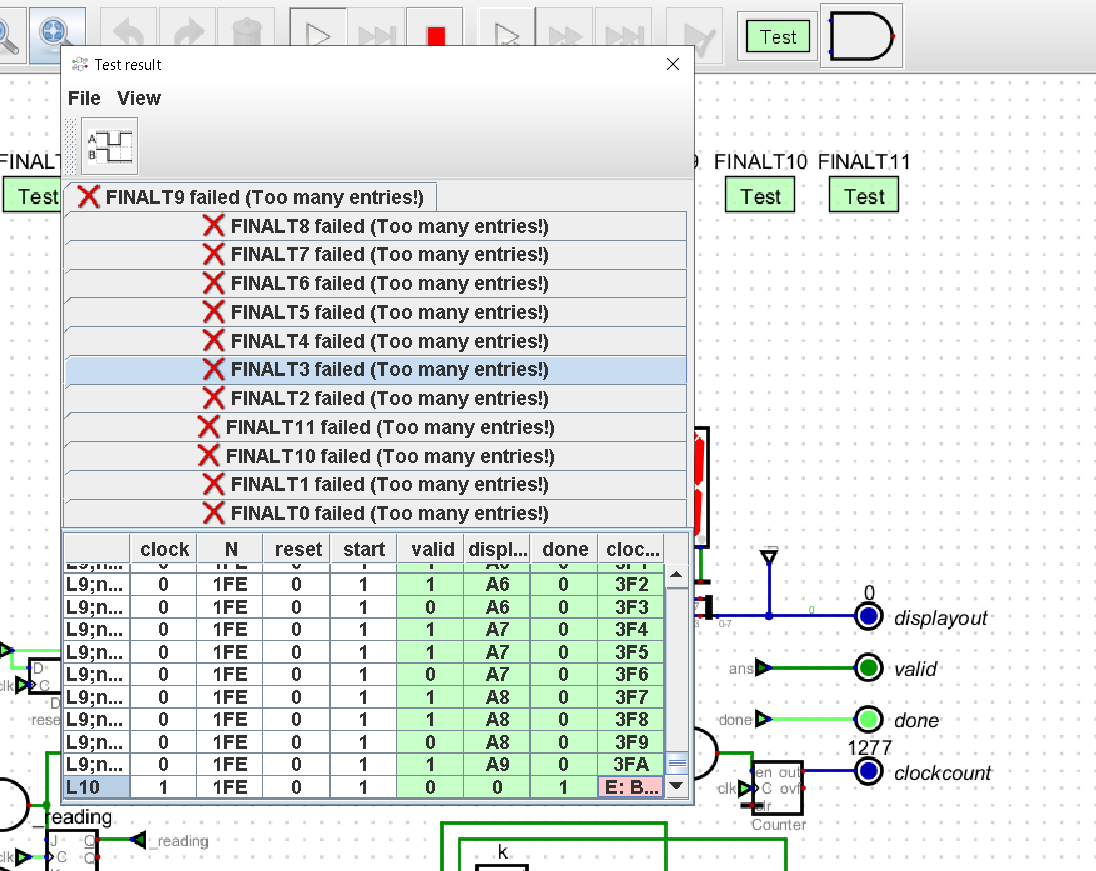 Test
Test result
File View
A
B
FINALT
FINALT10 FINALT11
Test
Test
Test
FINALT9 failed (Too many entries!)
FINALT8 failed (Too many entries!)
FINALT7 failed (Too many entries!)
FINALT6 failed (Too many entries!)
FINALT5 failed (Too many entries!)
FINALT4 failed (Too many entries!)
FINALT3 failed (Too many entries!)
FINALT2 failed (Too many entries!)
FINALT11 failed (Too many entries!)
FINALT10 failed (Too many entries!)
FINALT1 failed (Too many entries!)
FINALT0 failed (Too many entries!)
clock N reset start valid displ... done cloc...
L9;n... 0 1FE 0 1 1 A6 0 3F2
L9;n... 0 1FE 0 1 0 A6 0 3F3
L9;n... 0 1FE 0 1 1 A7 0 3F4
L9;n... 0 1FE 0 1 1 A7 0 3F5
L9;n... 0 1FE 0 1 0 A7 0 3F6
L9;n... 0 1FE 0 1 1 A8 0 3F7
L9;n... 0 1FE 0 1 1 A8 0 3F8
L9;n... 0 1FE 0 1 0 A8 0 3F9
L9;n... 0 1FE 0 1 1 A9 0 3FA
L10 1 1FE 0 1 0 0 1 E: B...
0
0
0-7
displayout
ans
valid
done
done
1277
clockcount
en out
clk C ovf
clr
Counter
D
clk C
D
rese
_reading
J Q
_reading
clk C Q
k